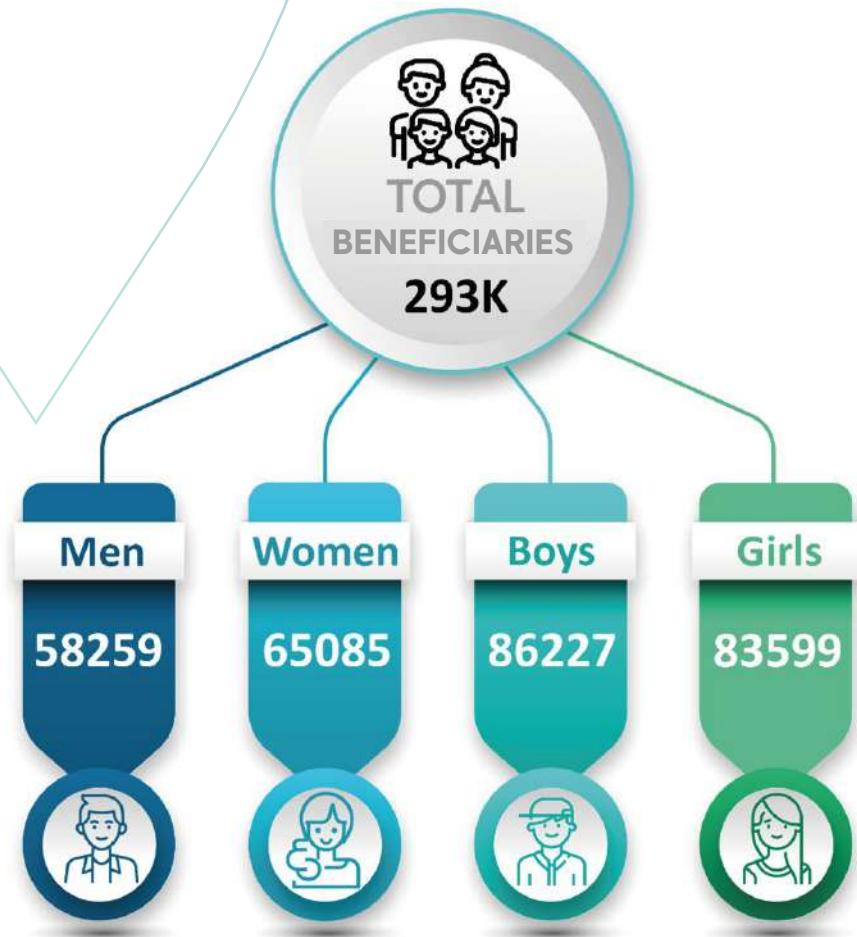 TOTAL
BENEFICIARIES
293K
Men
Women
Boys
Girls
58259
65085
86227
83599